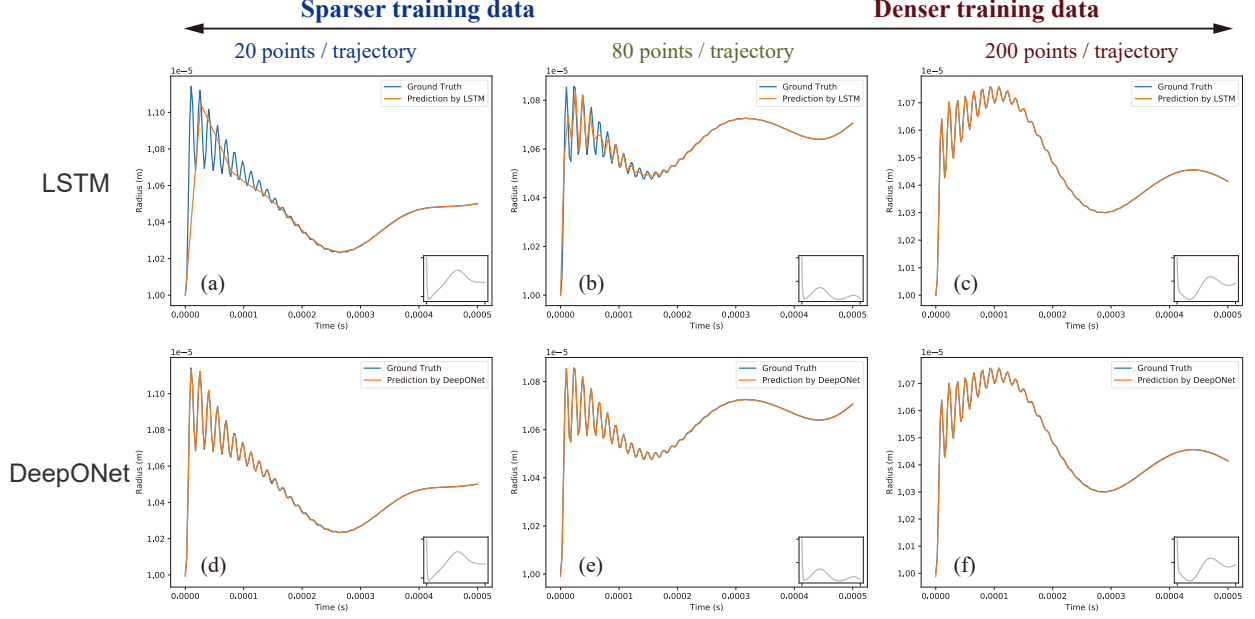 Sparser training data
Denser training data
20 points / trajectory
80 points / trajectory
200 points / trajectory
LSTM
1e−5
Ground Truth
Prediction by LSTM
Radius (m)
1.10
1.08
1.06
1.04
1.02
1.00
(a)
0.0000 0.0001 0.0002 0.0003 0.0004 0.0005
Time (s)
1e−5
Ground Truth
Prediction by LSTM
Radius (m)
1.08
1.06
1.04
1.02
1.00
(b)
0.0000 0.0001 0.0002 0.0003 0.0004 0.0005
Time (s)
1e−5
Ground Truth
Prediction by LSTM
Radius (m)
1.07
1.06
1.05
1.04
1.03
1.02
1.01
1.00
(c)
0.0000 0.0001 0.0002 0.0003 0.0004 0.0005
Time (s)
DeepONet
1e−5
Ground Truth
Prediction by DeepONet
Radius (m)
1.10
1.08
1.06
1.04
1.02
1.00
(d)
0.0000 0.0001 0.0002 0.0003 0.0004 0.0005
Time (s)
1e−5
Ground Truth
Prediction by DeepONet
Radius (m)
1.08
1.06
1.04
1.02
1.00
(e)
0.0000 0.0001 0.0002 0.0003 0.0004 0.0005
Time (s)
1e−5
Ground Truth
Prediction by DeepONet
Radius (m)
1.07
1.06
1.05
1.04
1.03
1.02
1.01
1.00
(f)
0.0000 0.0001 0.0002 0.0003 0.0004 0.0005
Time (s)